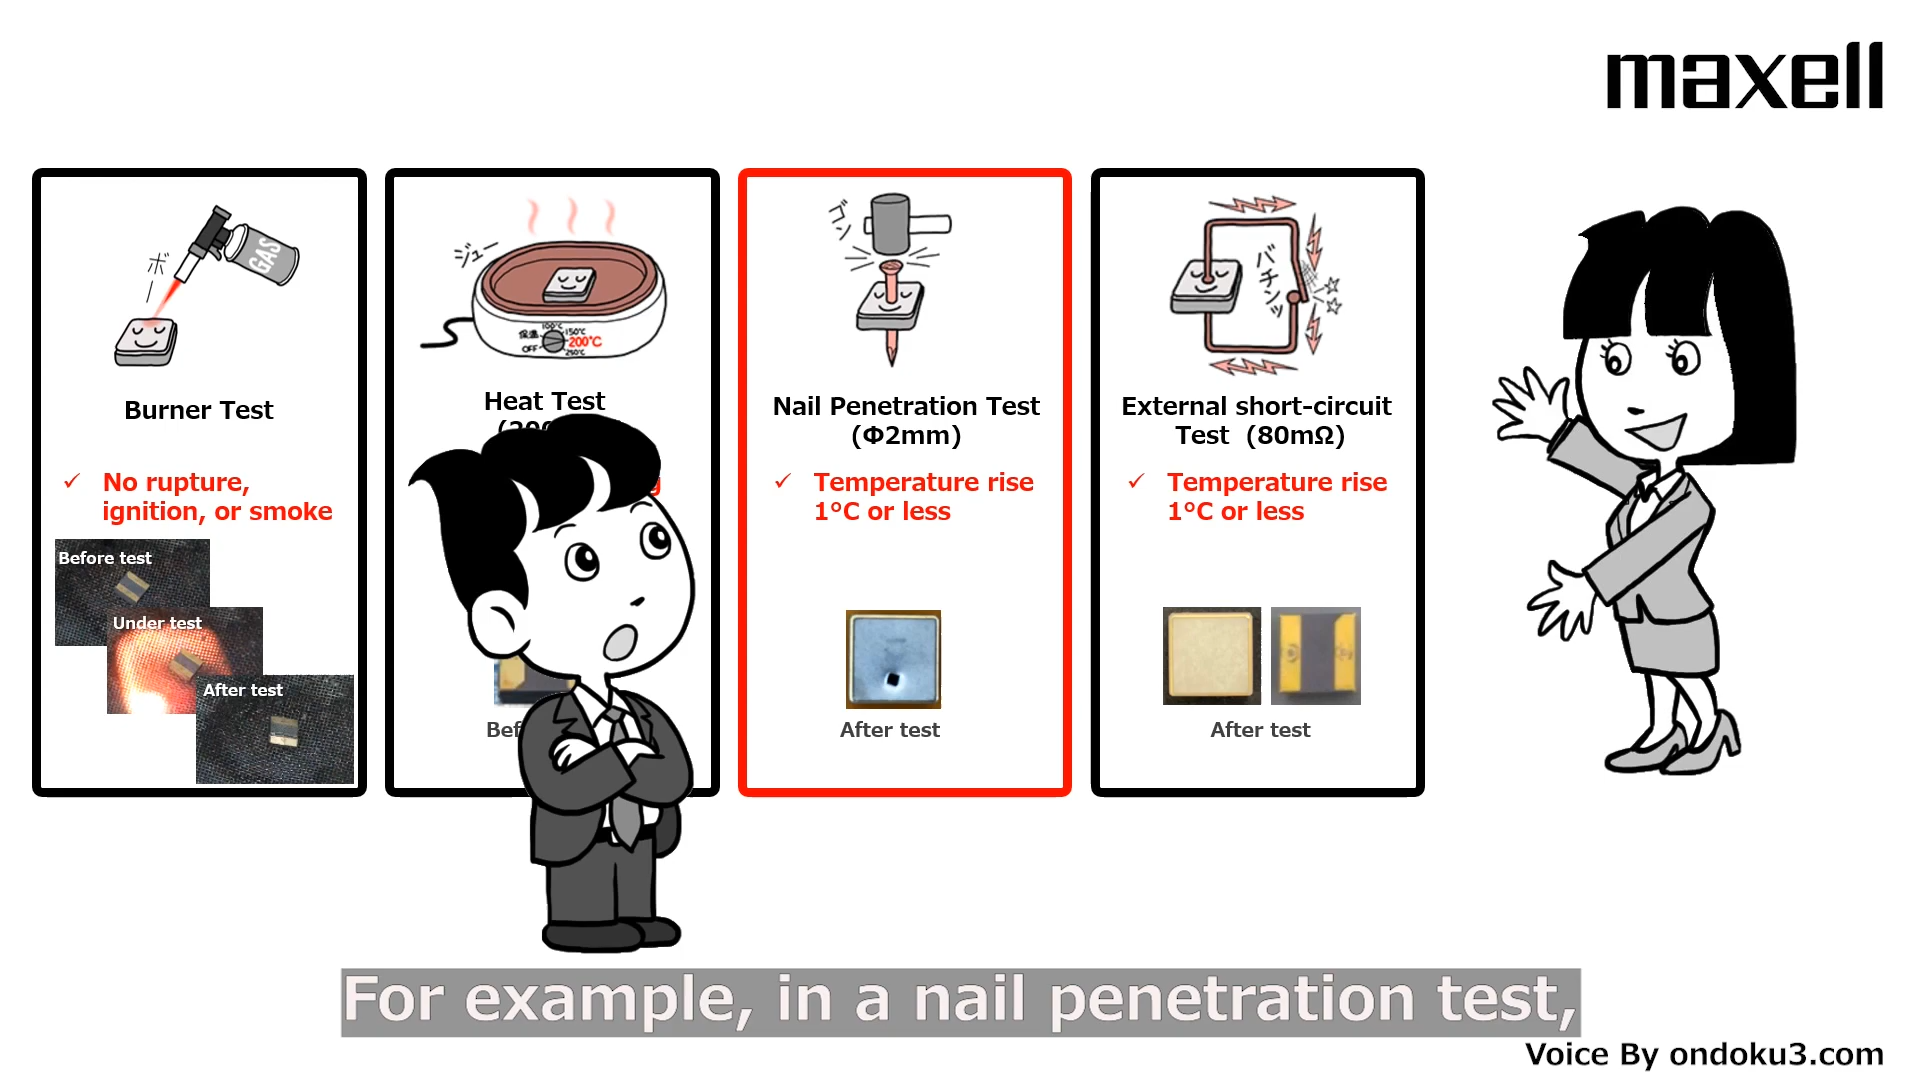 maxell
ボ
GAS
Burner Test
✓ No rupture,
ignition, or smoke
Before test
Under test
After test
ジュー
保温 100℃ 150℃
OFF 200℃
250℃
Heat Test
ゴン
Nail Penetration Test
(Φ2mm)
✓ Temperature rise
1°C or less
After test
バチンッ
External short-circuit
Test (80mΩ)
✓ Temperature rise
1°C or less
After test
For example, in a nail penetration test,
Voice By ondoku3.com